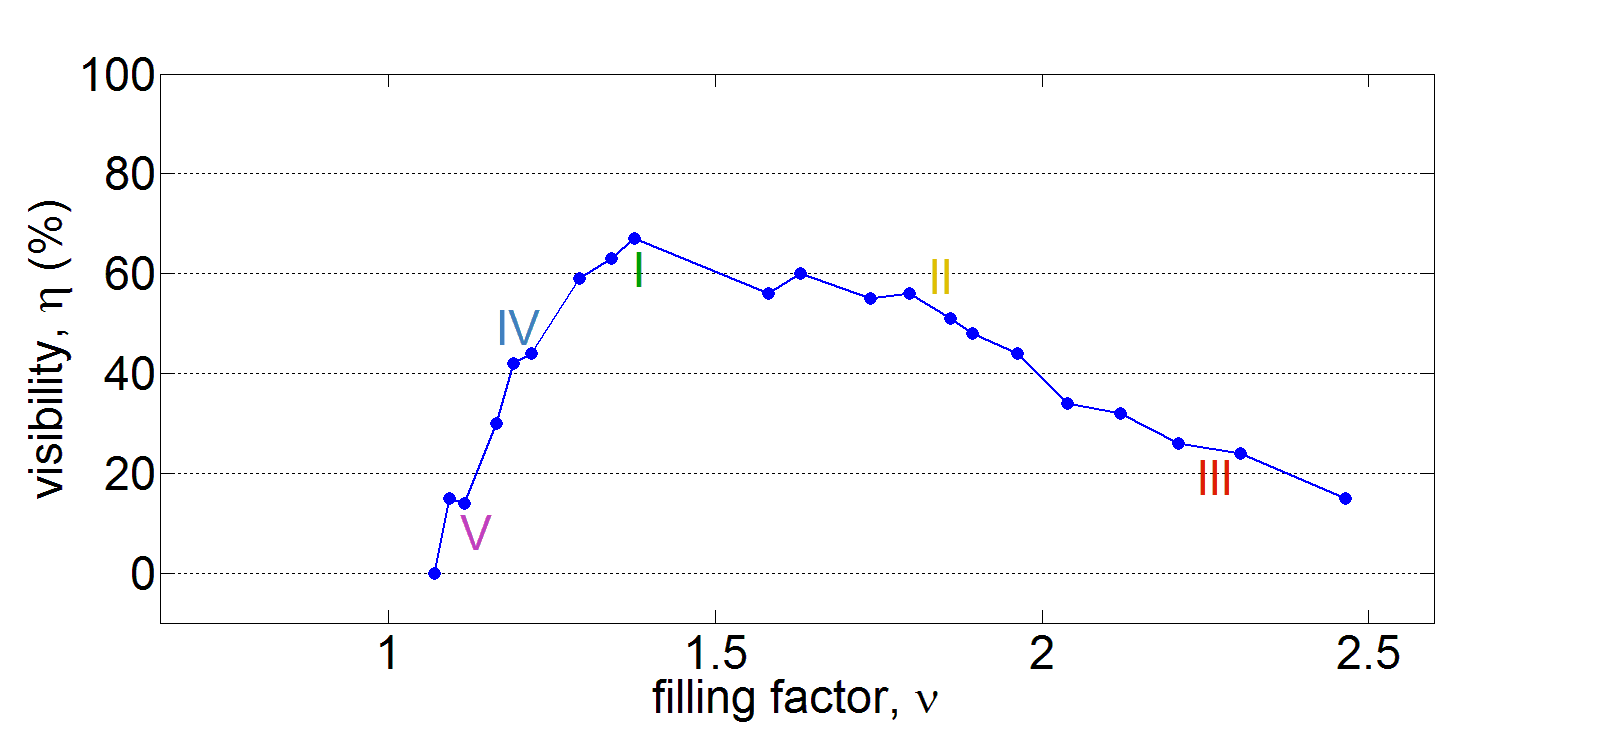 100
80
60
40
20
0
visibility, η (%)
I
II
IV
III
V
1 1.5 2 2.5
filling factor, ν